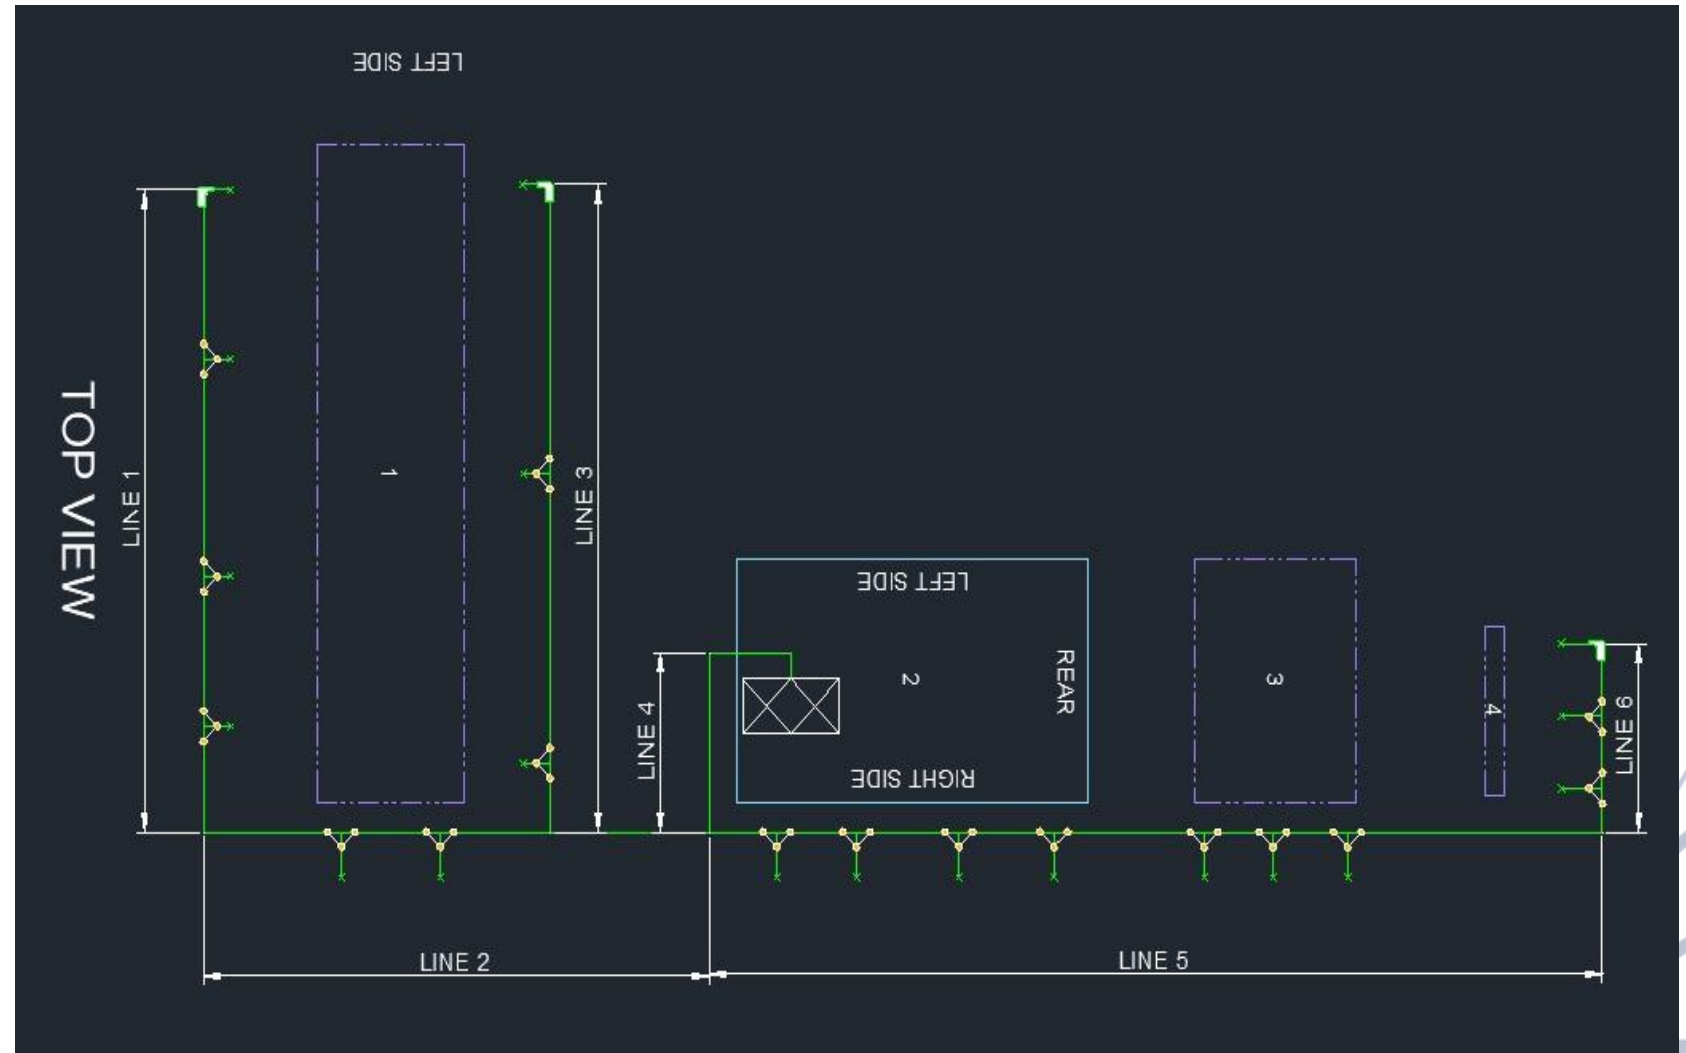 LEFT SIDE
TOP VIEW
LINE 1
1
LINE 3
LINE 4
LEFT SIDE
2
REAR
RIGHT SIDE
3
4
LINE 6
LINE 2
LINE 5